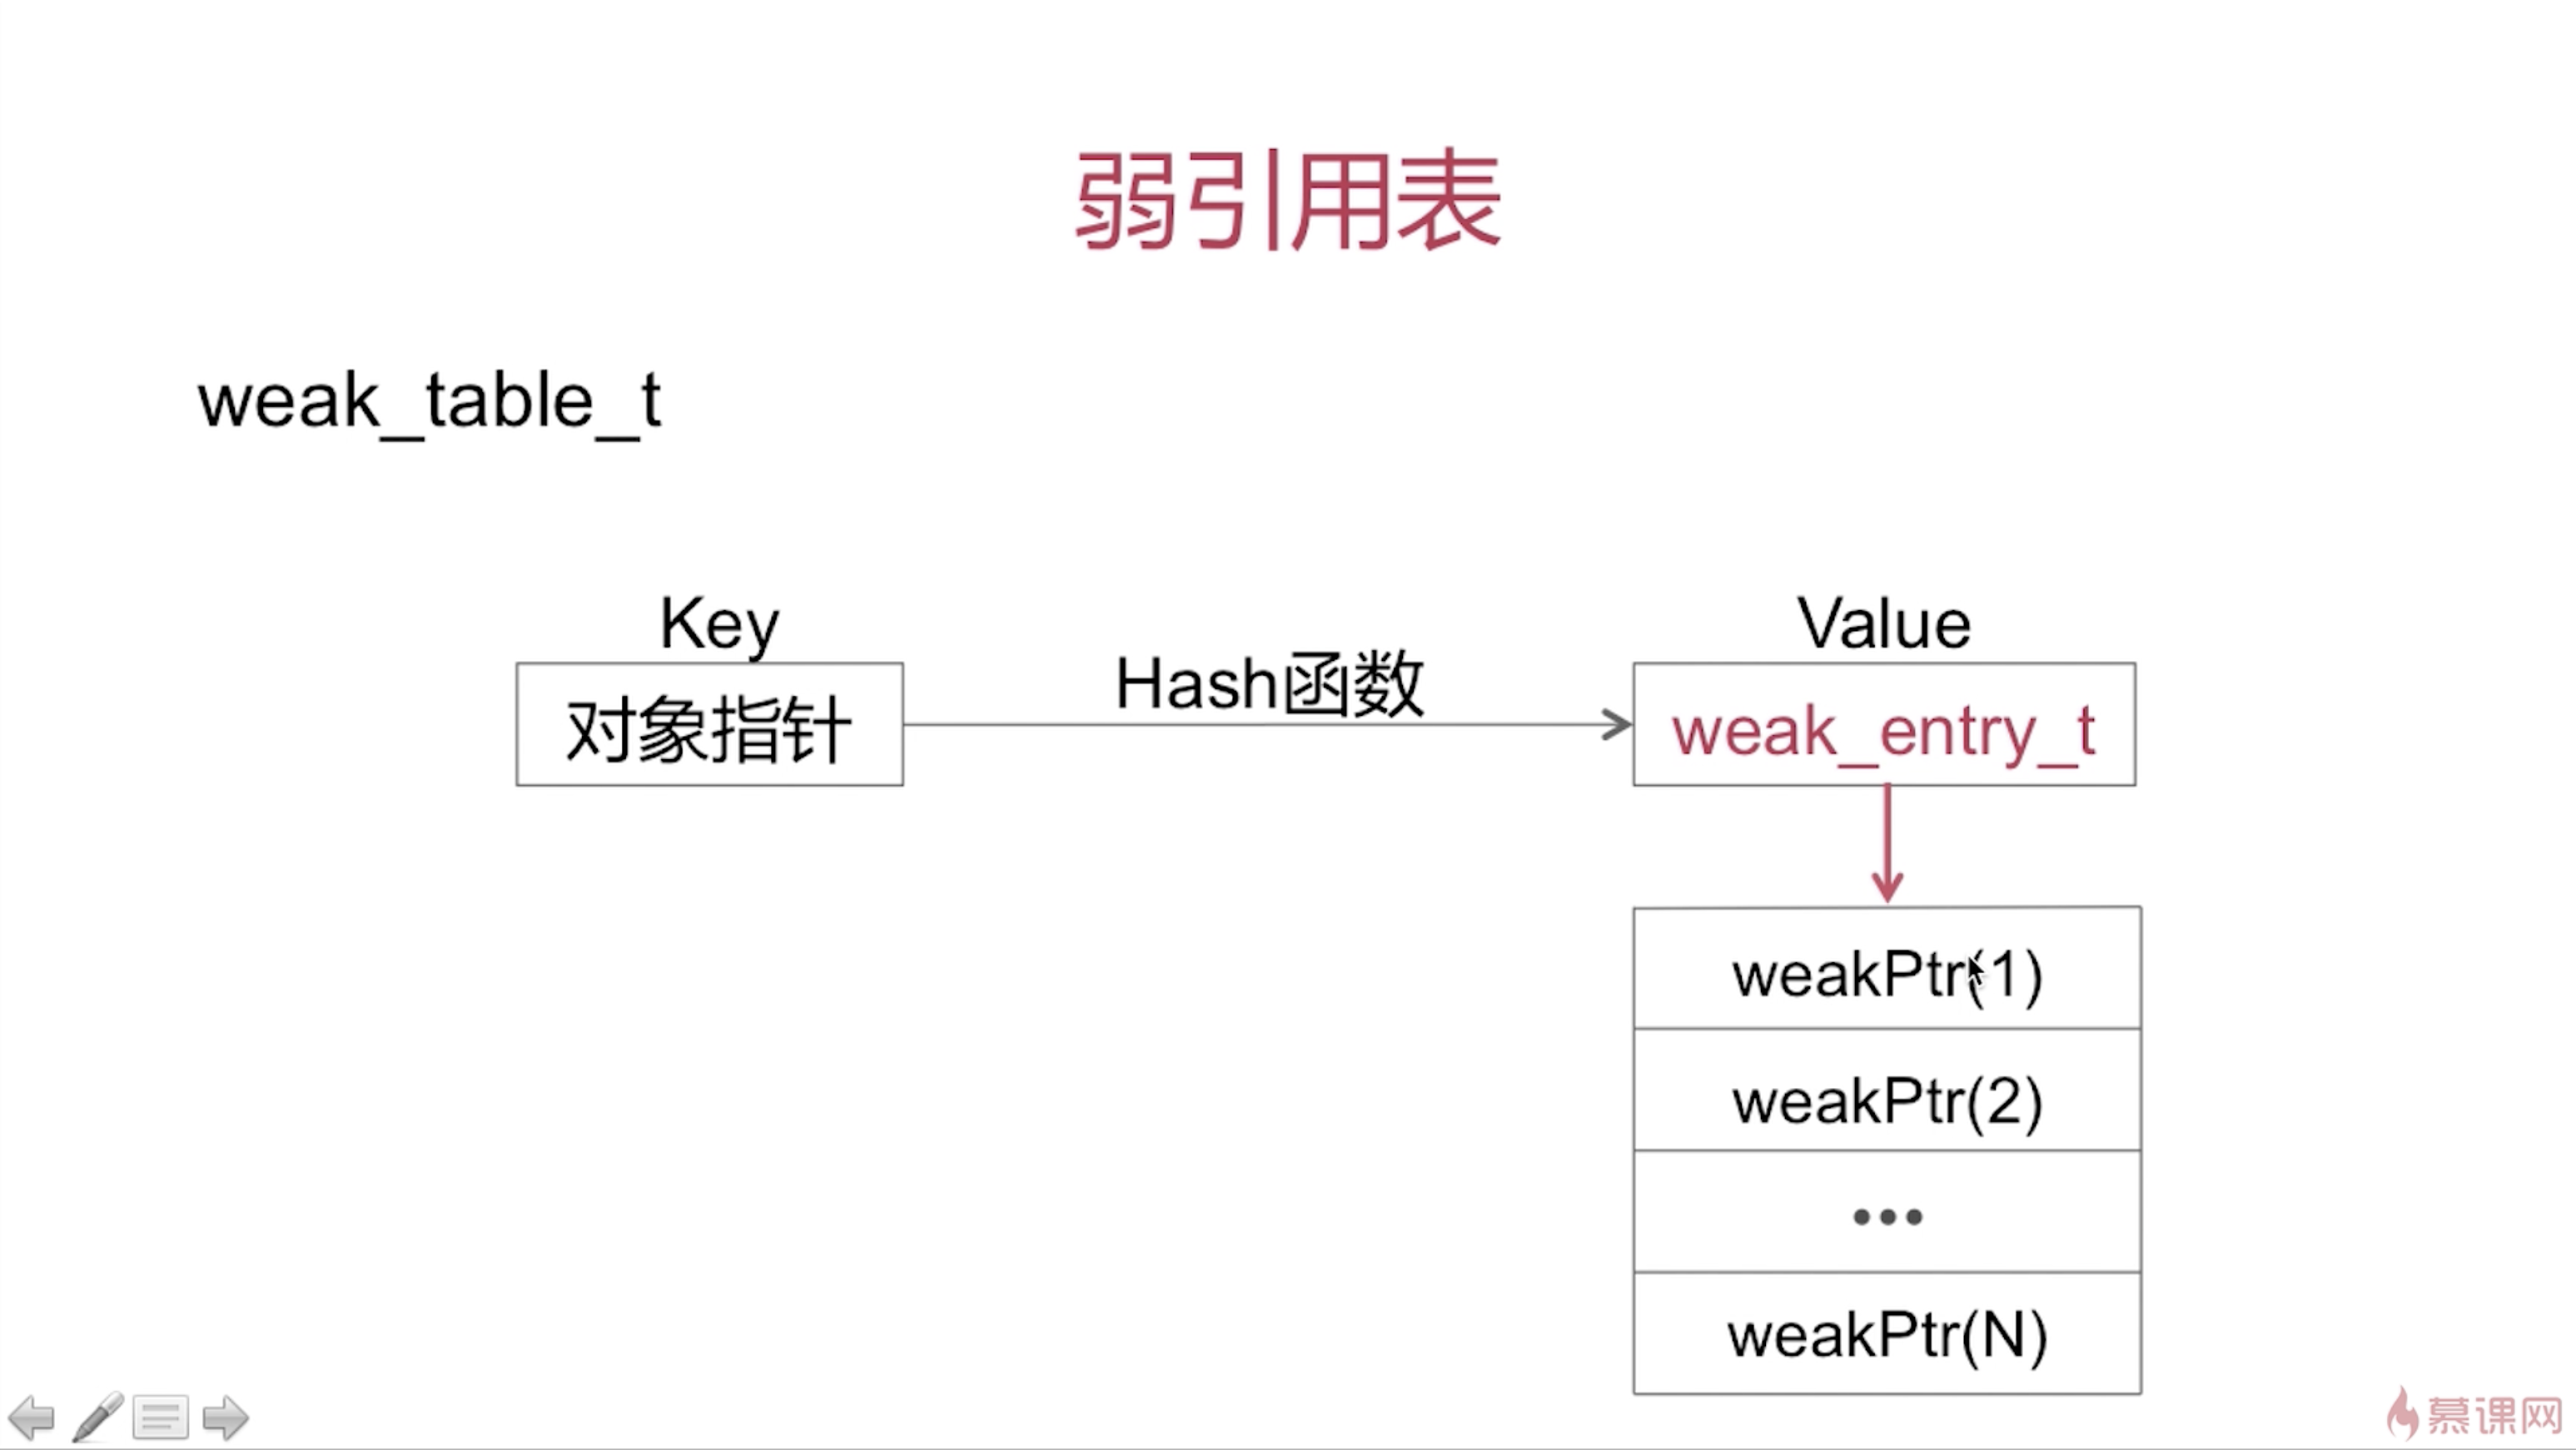 弱引用表
weak_table_t
Key
Value
对象指针
Hash函数
weak_entry_t
weakPtr(1)
weakPtr(2)
•••
weakPtr(N)
慕课网